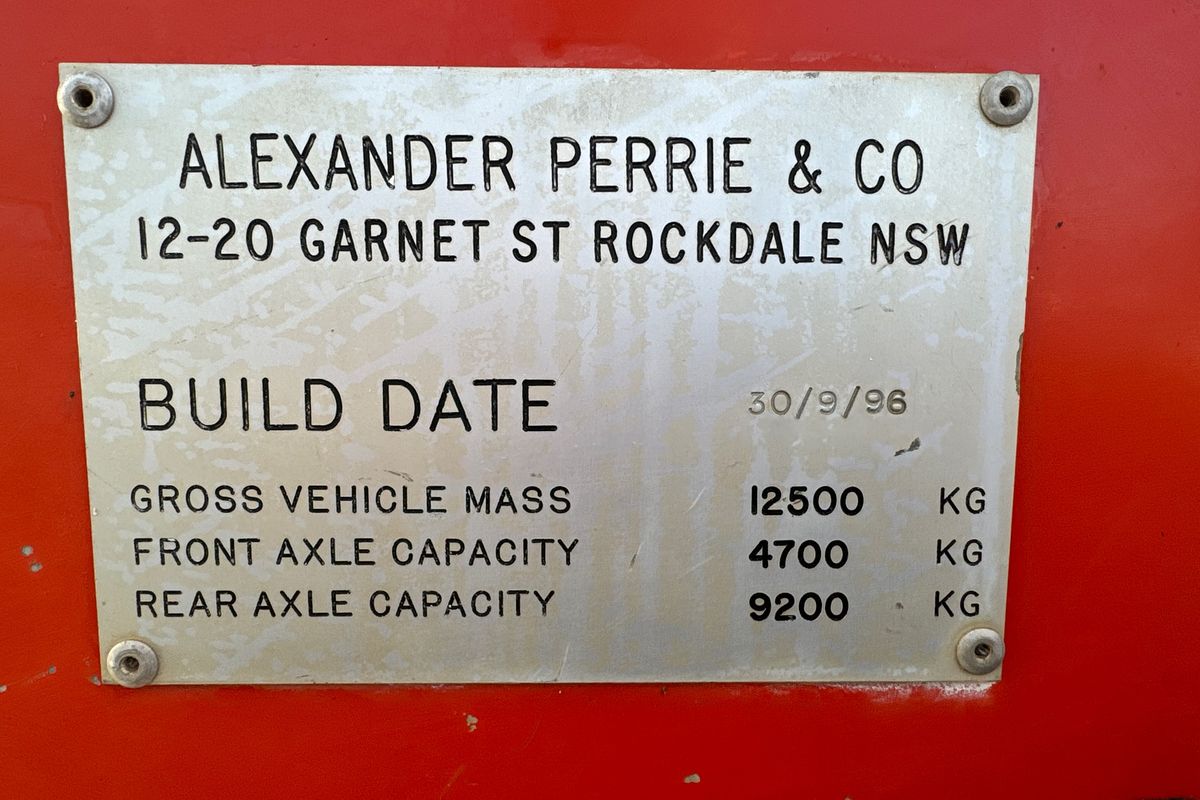 ALEXANDER PERRIE & CO
12-20 GARNET ST ROCKDALE NSW
BUILD DATE 30/9/96
GROSS VEHICLE MASS 12500 KG
FRONT AXLE CAPACITY 4700 KG
REAR AXLE CAPACITY 9200 KG